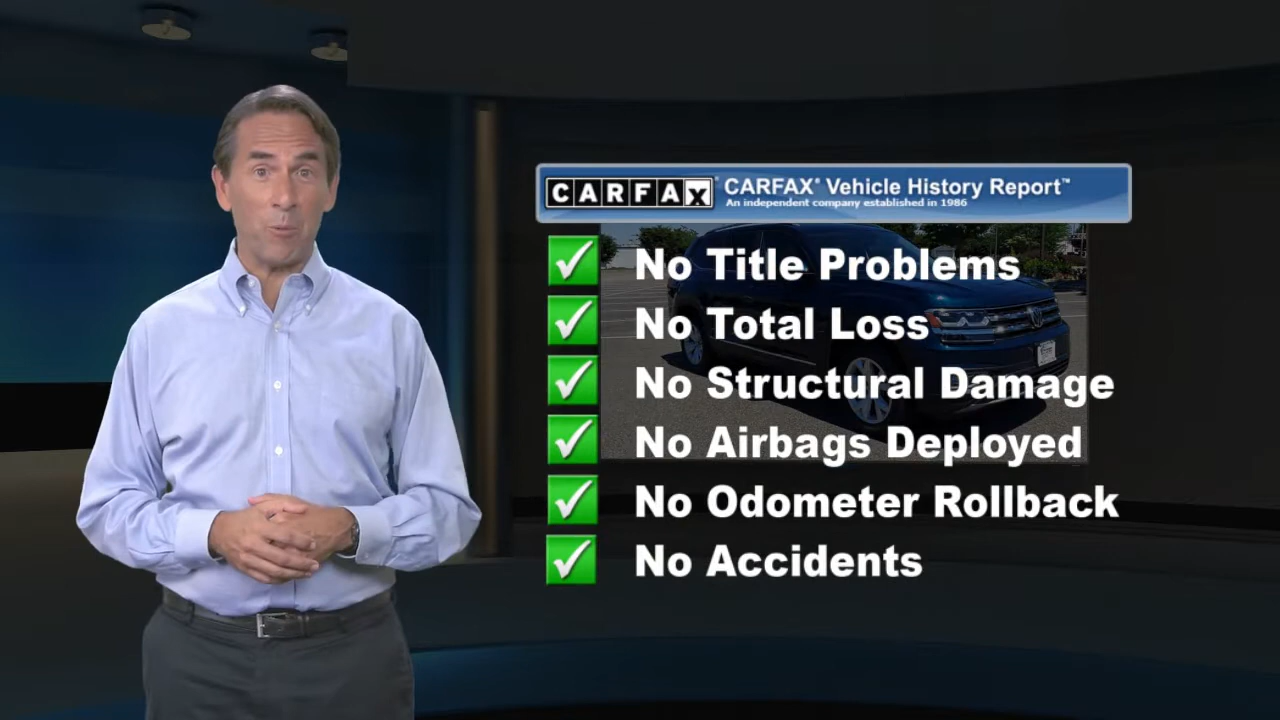 CARFAX
CARFAX® Vehicle History Report™
An independent company established in 1986
No Title Problems
No Total Loss
No Structural Damage
No Airbags Deployed
No Odometer Rollback
No Accidents